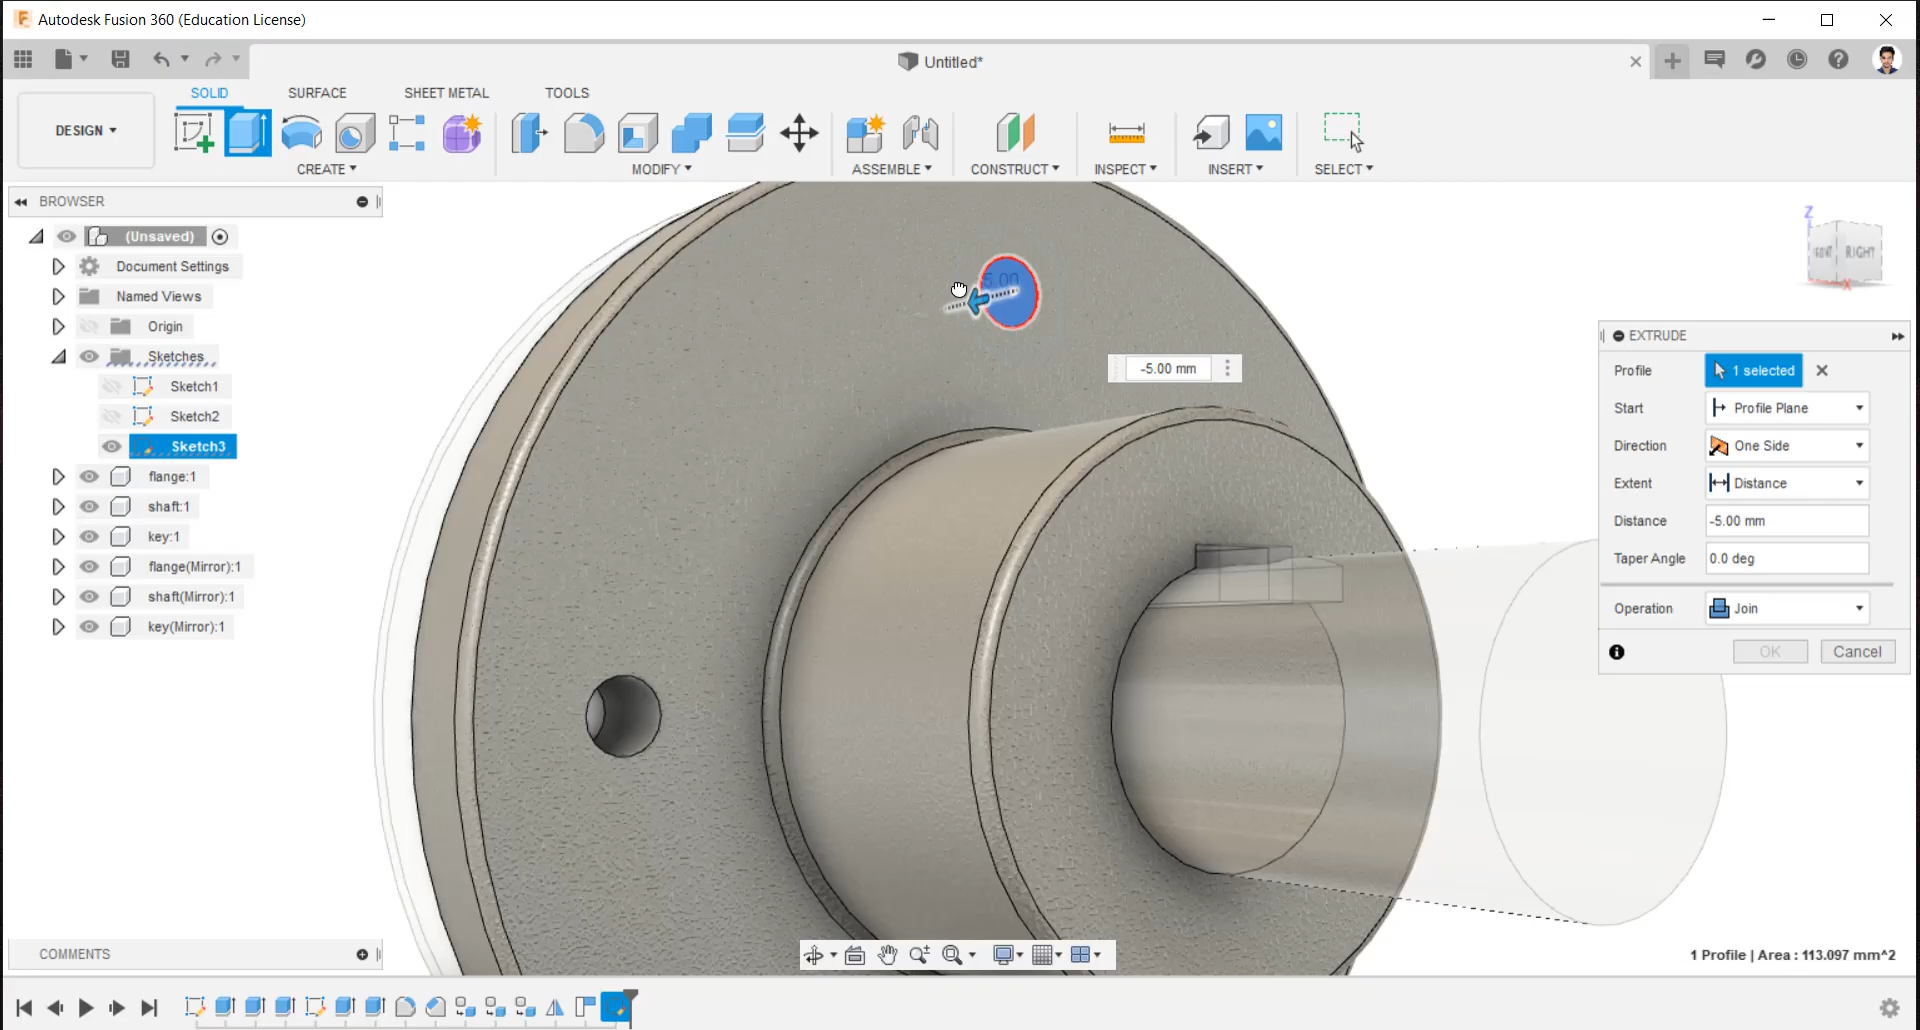 Autodesk Fusion 360 (Education License)
Untitled*
SOLID SURFACE SHEET METAL TOOLS
DESIGN
CREATE MODIFY ASSEMBLE CONSTRUCT INSPECT INSERT SELECT
BROWSER
(Unsaved)
Document Settings
Named Views
Origin
Sketches
Sketch1
Sketch2
Sketch3
flange:1
shaft:1
key:1
flange(Mirror):1
shaft(Mirror):1
key(Mirror):1
5.00
-5.00 mm
Z
FRONT RIGHT
X
EXTRUDE
Profile 1 selected
Start Profile Plane
Direction One Side
Extent Distance
Distance -5.00 mm
Taper Angle 0.0 deg
Operation Join
OK Cancel
COMMENTS
1 Profile | Area : 113.097 mm^2